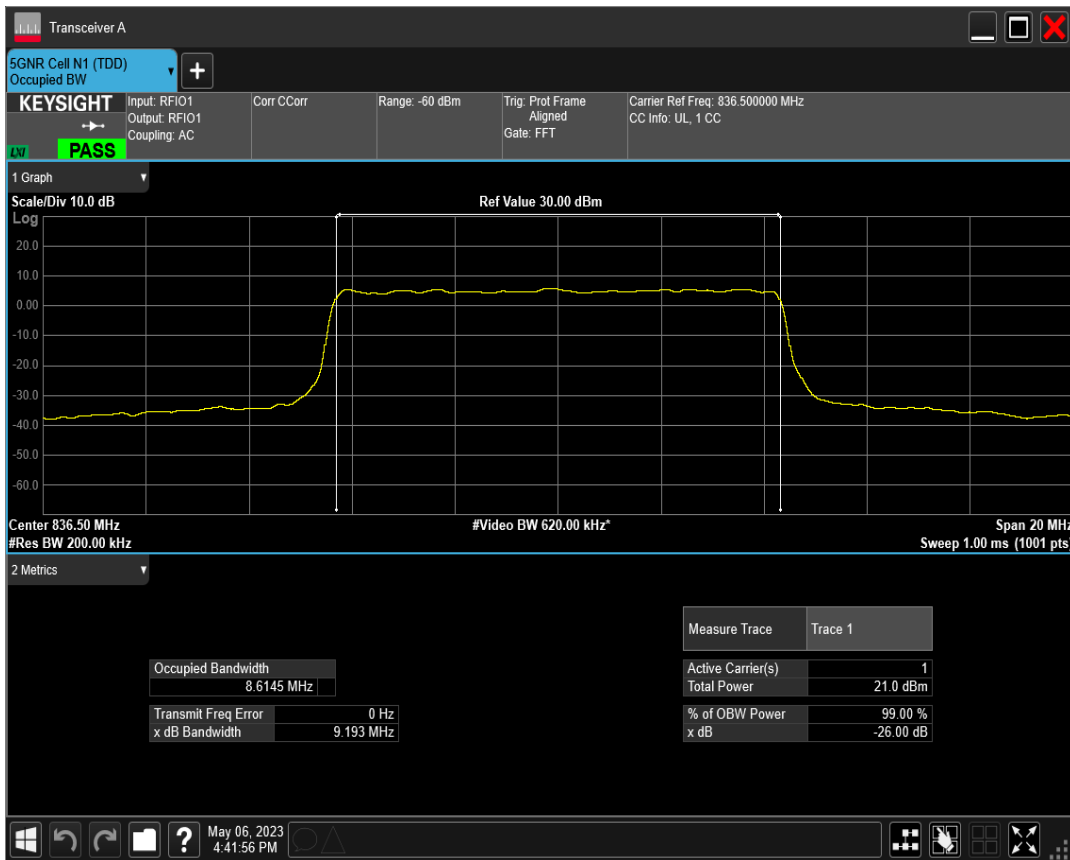 Transceiver A
5GNR Cell N1 (TDD)
Occupied BW
KEYSIGHT
LXI
PASS
Input: RFIO1
Output: RFIO1
Coupling: AC
Corr CCorr
Range: -60 dBm
Trig: Prot Frame
Aligned
Gate: FFT
Carrier Ref Freq: 836.500000 MHz
CC Info: UL, 1 CC
1 Graph
Scale/Div 10.0 dB
Ref Value 30.00 dBm
Log
20.0
10.0
0.00
-10.0
-20.0
-30.0
-40.0
-50.0
-60.0
Center 836.50 MHz
#Video BW 620.00 kHz*
Span 20 MHz
#Res BW 200.00 kHz
Sweep 1.00 ms (1001 pts)
2 Metrics
Measure Trace Trace 1
Occupied Bandwidth
8.6145 MHz
Active Carrier(s) 1
Total Power 21.0 dBm
Transmit Freq Error 0 Hz
x dB Bandwidth 9.193 MHz
% of OBW Power 99.00 %
x dB -26.00 dB
?
May 06, 2023
4:41:56 PM